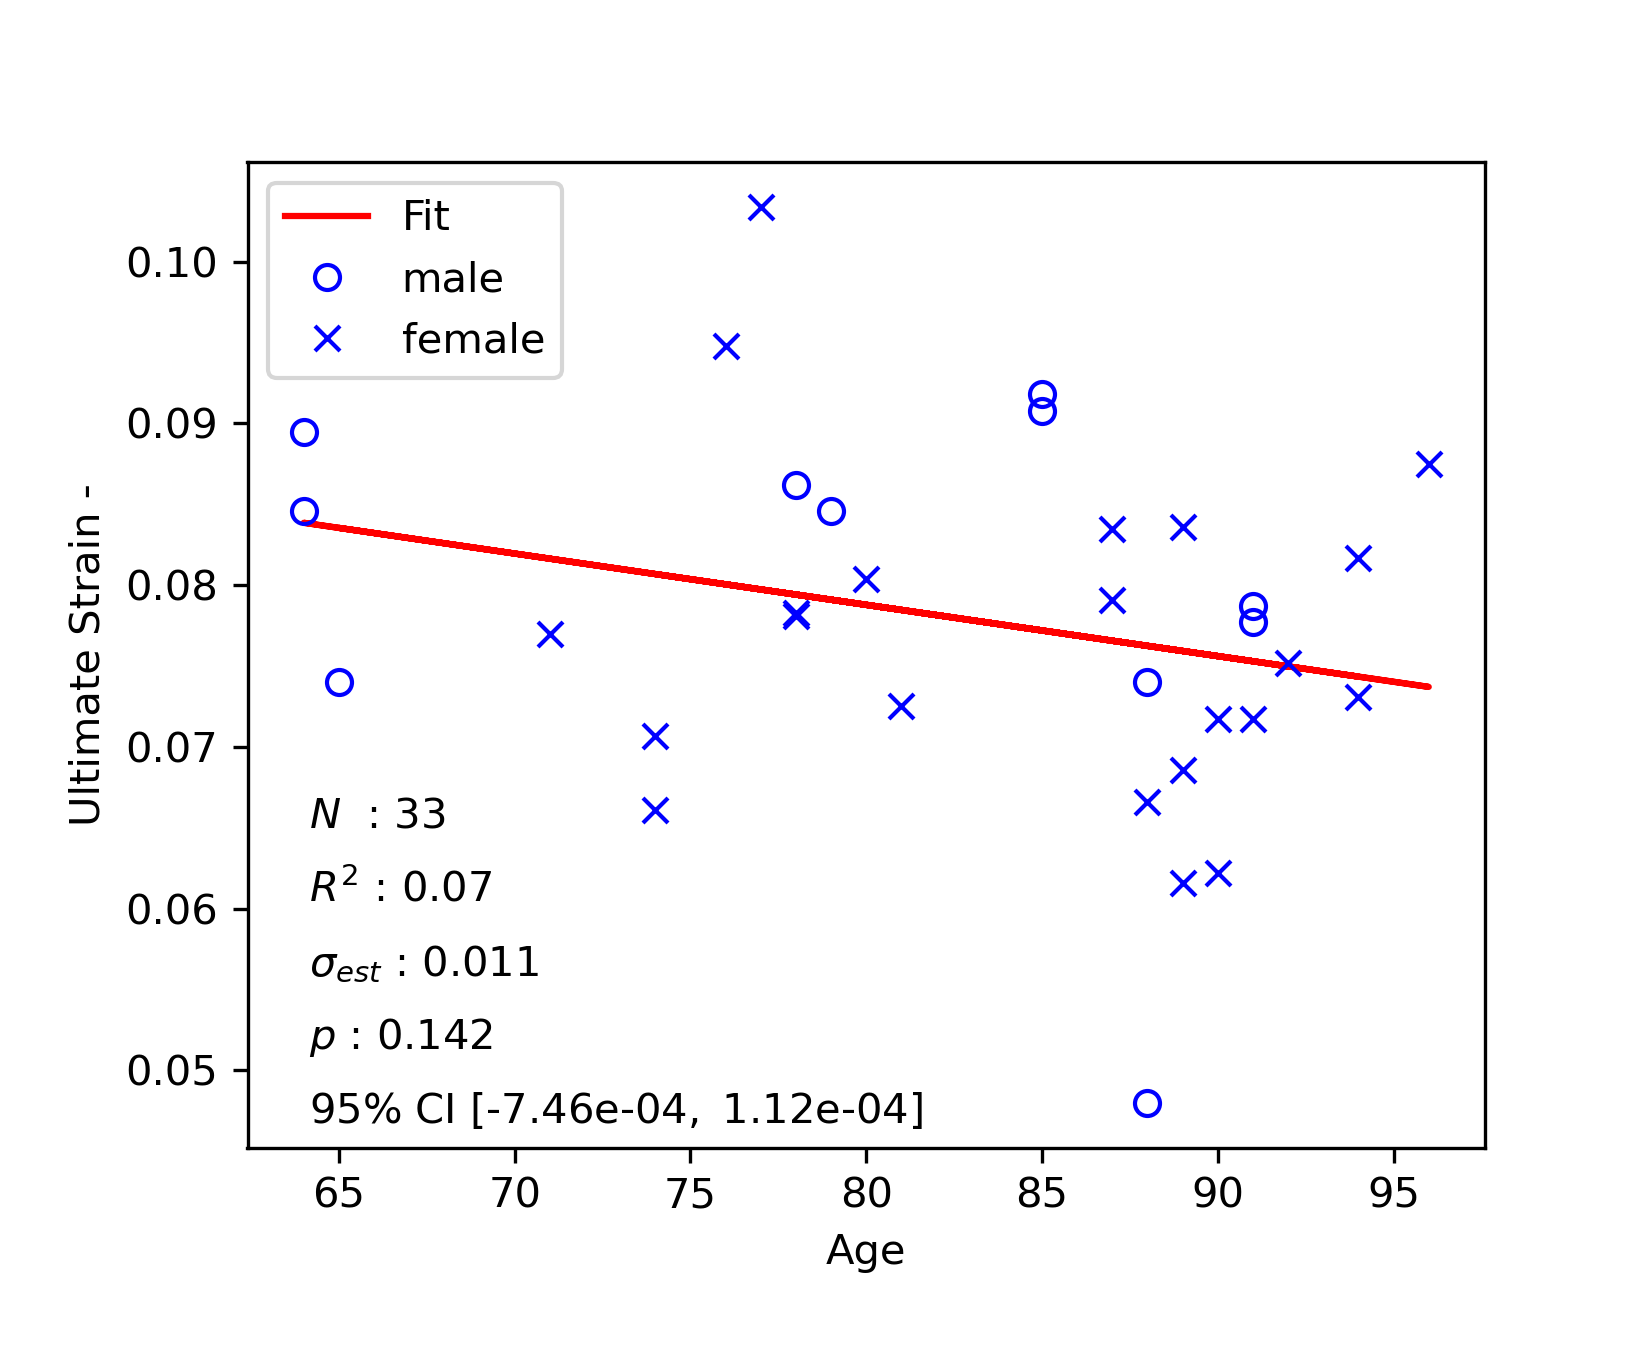 Fit
male
female
0.10
0.09
0.08
0.07
0.06
0.05
Ultimate Strain -
N : 33
R² : 0.07
σest : 0.011
p : 0.142
95% CI [-7.46e-04, 1.12e-04]
65 70 75 80 85 90 95
Age